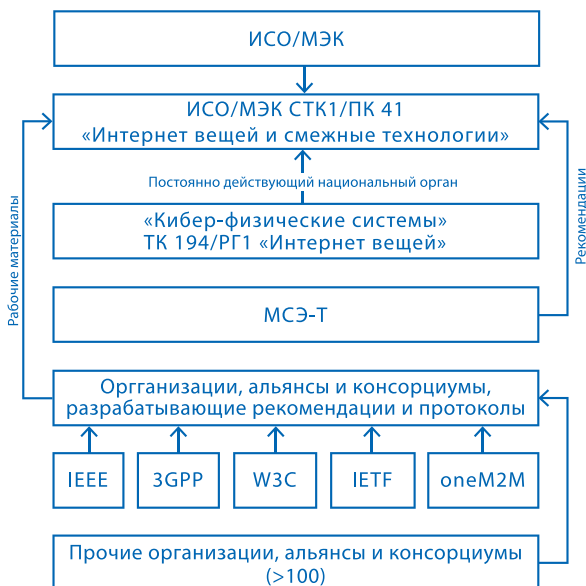 ИСО/МЭК
ИСО/МЭК СТК1/ПК 41
«Интернет вещей и смежные технологии»
Постоянно действующий национальный орган
«Кибер-физические системы»
ТК 194/РГ1 «Интернет вещей»
МСЭ-Т
Рабочие материалы
Рекомендации
Оргганизации, альянсы и консорциумы,
разрабатывающие рекомендации и протоколы
IEEE
3GPP
W3C
IETF
oneM2M
Прочие организации, альянсы и консорциумы
(>100)